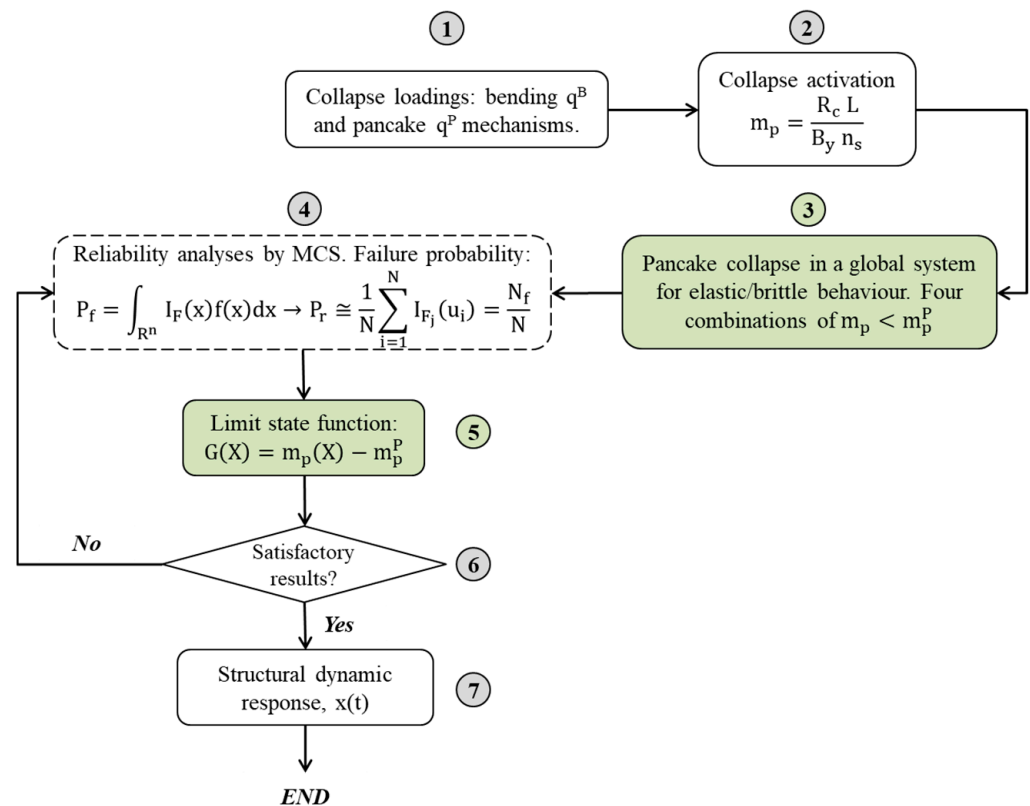 1
Collapse loadings: bending qᴮ
and pancake qᴾ mechanisms.
2
Collapse activation
m_p = (R_c L)/(B_y n_s)
3
Pancake collapse in a global system
for elastic/brittle behaviour. Four
combinations of m_p < m_p^P
4
Reliability analyses by MCS. Failure probability:
P_f = ∫_{Rⁿ} I_F(x)f(x)dx → P_r ≅ (1/N) ∑_{i=1}^{N} I_{F_j}(u_i) = N_f/N
5
Limit state function:
G(X) = m_p(X) − m_p^P
6
Satisfactory
results?
No
Yes
7
Structural dynamic
response, x(t)
END